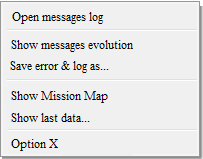 Open messages log
Show messages evolution
Save error & log as...
Show Mission Map
Show last data...
Option X